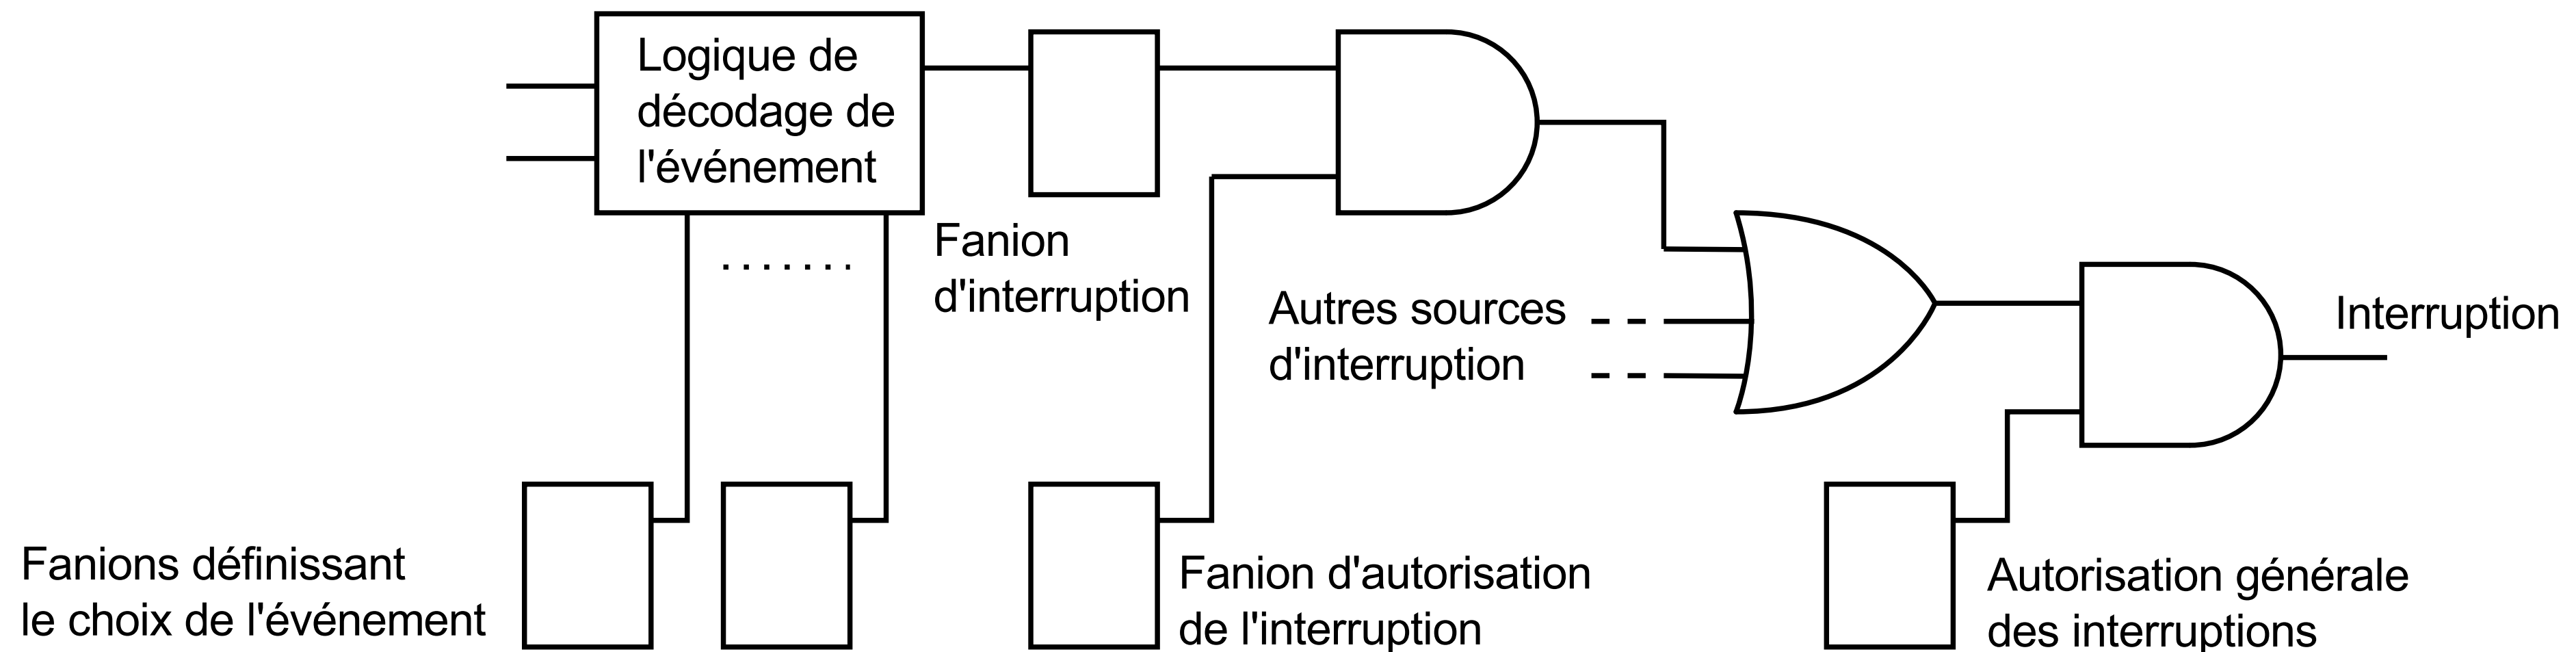 Logique de
décodage de
l'événement
Fanion
d'interruption
Autres sources
d'interruption
Interruption
Fanions définissant
le choix de l'événement
Fanion d'autorisation
de l'interruption
Autorisation générale
des interruptions